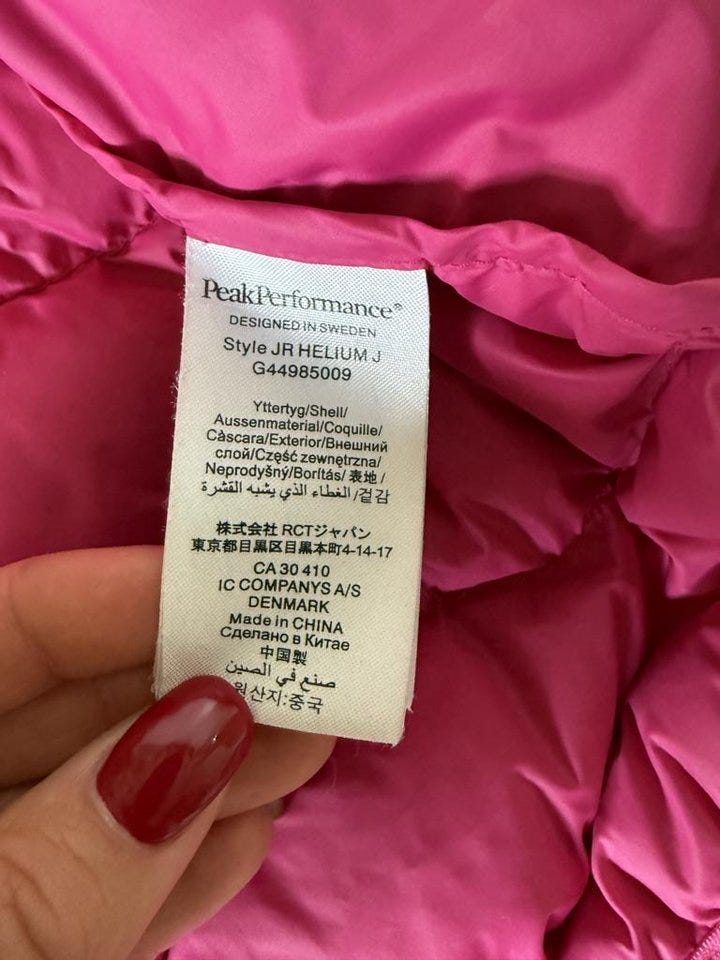 PeakPerformance®
DESIGNED IN SWEDEN
Style JR HELIUM J
G44985009
Yttertyg/Shell/
Aussenmaterial/Coquille/
Càscara/Exterior/Внешний
слой/Część zewnętrzna/
Neprodyšný/Borítás/ 表地 /
الغطاء الذي يشبه القشرة/겉감
株式会社 RCTジャパン
東京都目黒区目黒本町4-14-17
CA 30 410
IC COMPANYS A/S
DENMARK
Made in CHINA
Сделано в Китае
中国製
صنع في الصين
원산지:중국